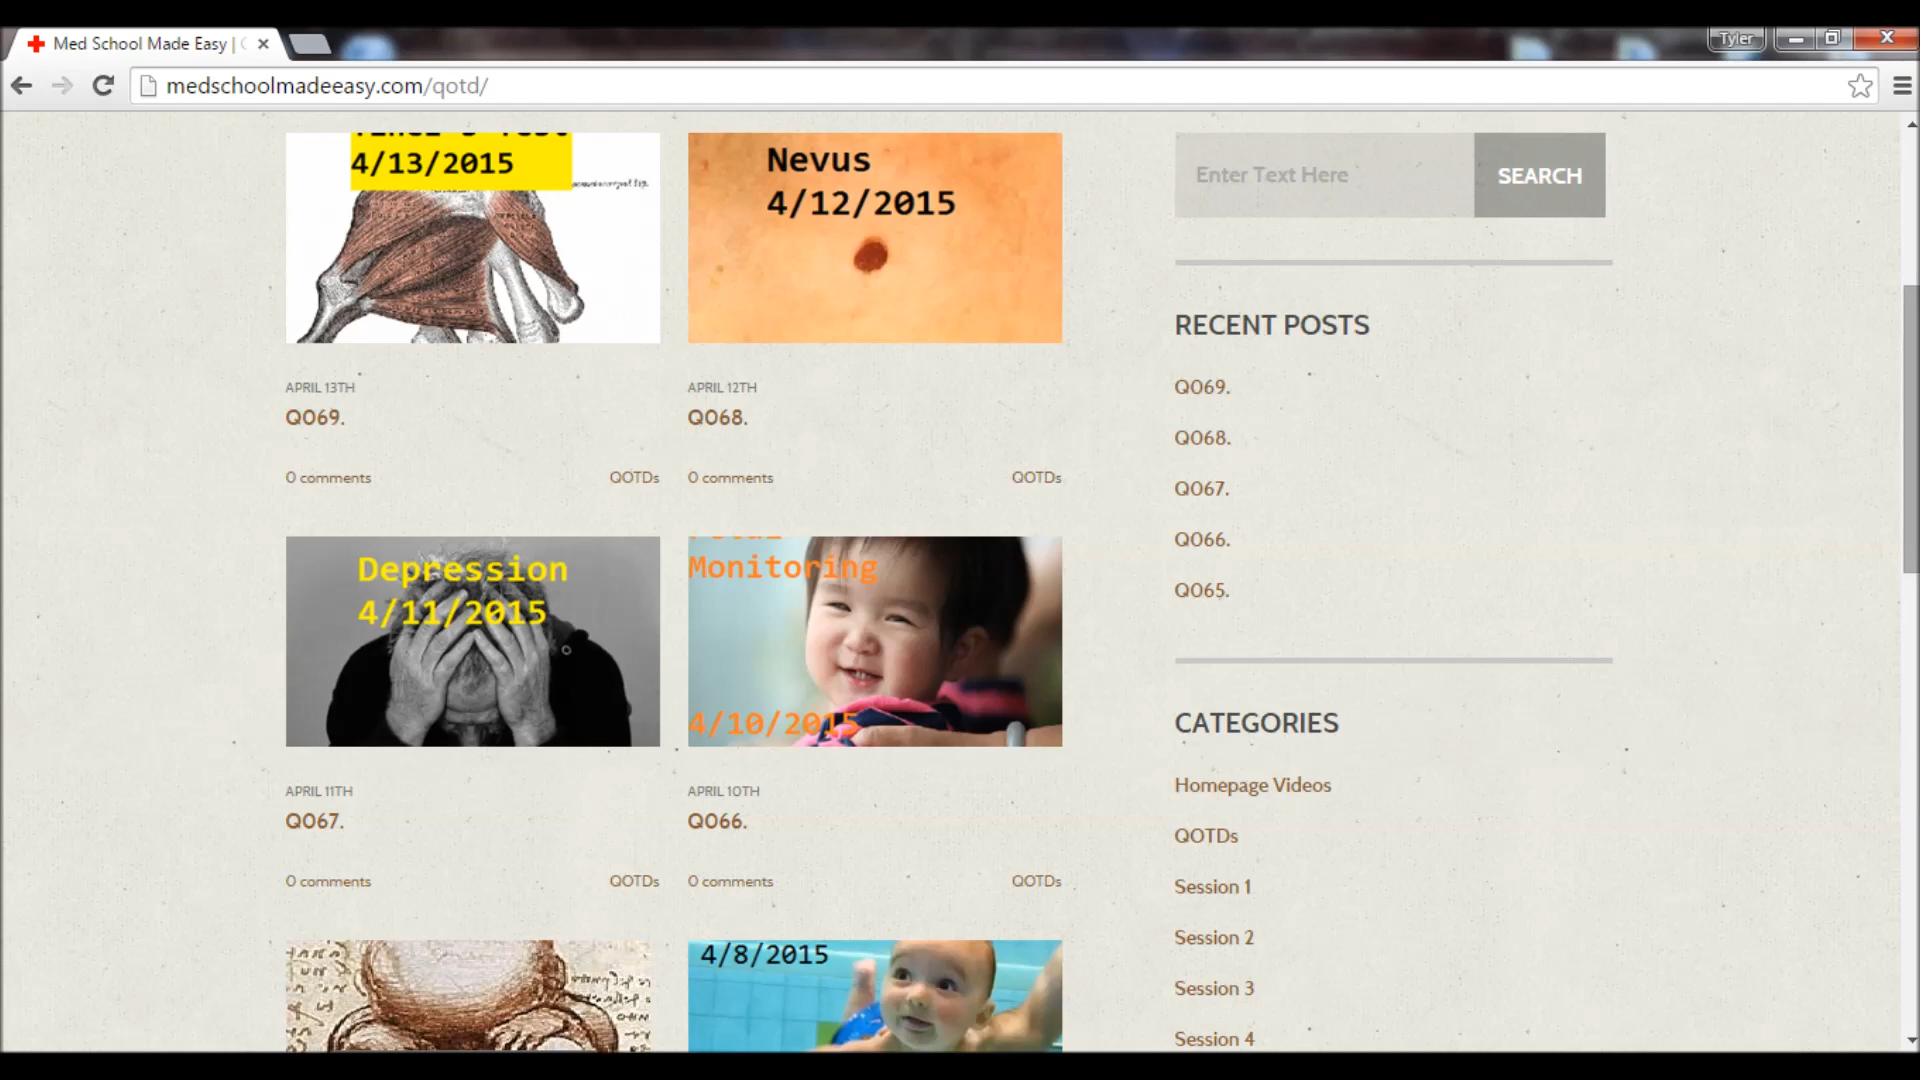 Med School Made Easy |
Tyler
medschoolmadeeasy.com/qotd/
4/13/2015
Nevus
4/12/2015
Enter Text Here
SEARCH
APRIL 13TH
Q069.
0 comments
QOTDs
APRIL 12TH
Q068.
0 comments
QOTDs
RECENT POSTS
Q069.
Q068.
Q067.
Q066.
Q065.
Depression
4/11/2015
Monitoring
4/10/2015
APRIL 11TH
Q067.
0 comments
QOTDs
APRIL 10TH
Q066.
0 comments
QOTDs
CATEGORIES
Homepage Videos
QOTDs
Session 1
Session 2
Session 3
Session 4
4/8/2015